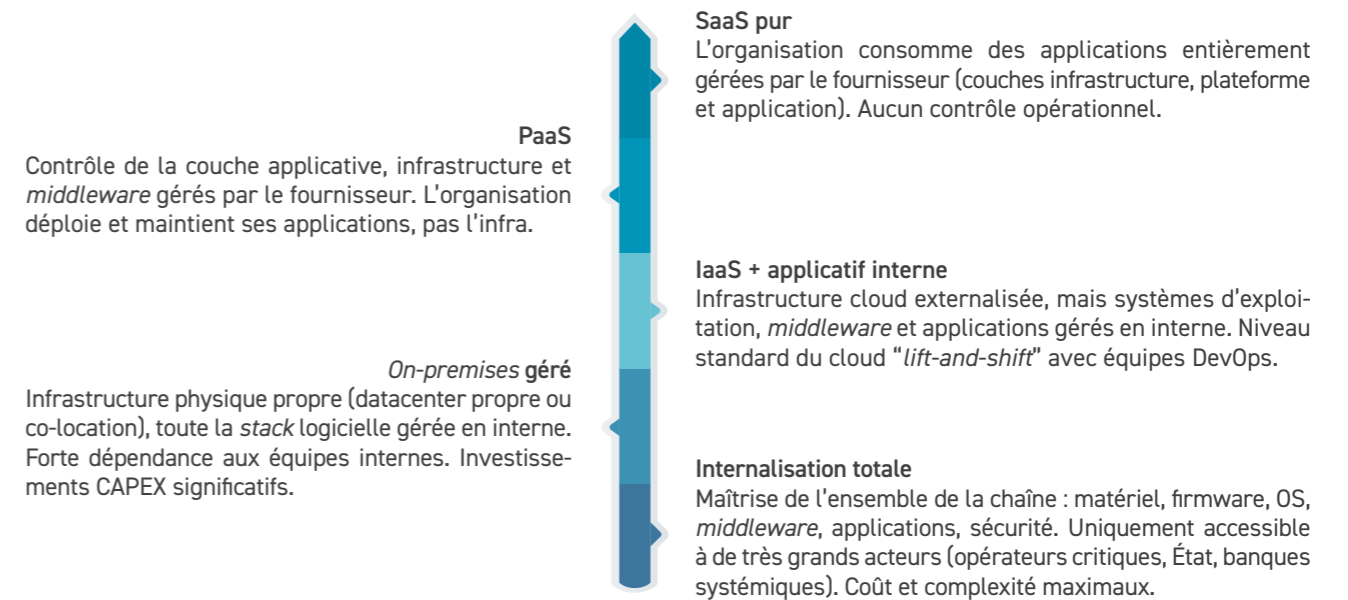 SaaS pur
L’organisation consomme des applications entièrement
gérées par le fournisseur (couches infrastructure, plateforme
et application). Aucun contrôle opérationnel.
PaaS
Contrôle de la couche applicative, infrastructure et
middleware gérés par le fournisseur. L’organisation
déploie et maintient ses applications, pas l’infra.
IaaS + applicatif interne
Infrastructure cloud externalisée, mais systèmes d’exploi-
tation, middleware et applications gérés en interne. Niveau
standard du cloud “lift-and-shift” avec équipes DevOps.
On-premises géré
Infrastructure physique propre (datacenter propre ou
co-location), toute la stack logicielle gérée en interne.
Forte dépendance aux équipes internes. Investisse-
ments CAPEX significatifs.
Internalisation totale
Maîtrise de l’ensemble de la chaîne : matériel, firmware, OS,
middleware, applications, sécurité. Uniquement accessible
à de très grands acteurs (opérateurs critiques, État, banques
systémiques). Coût et complexité maximaux.